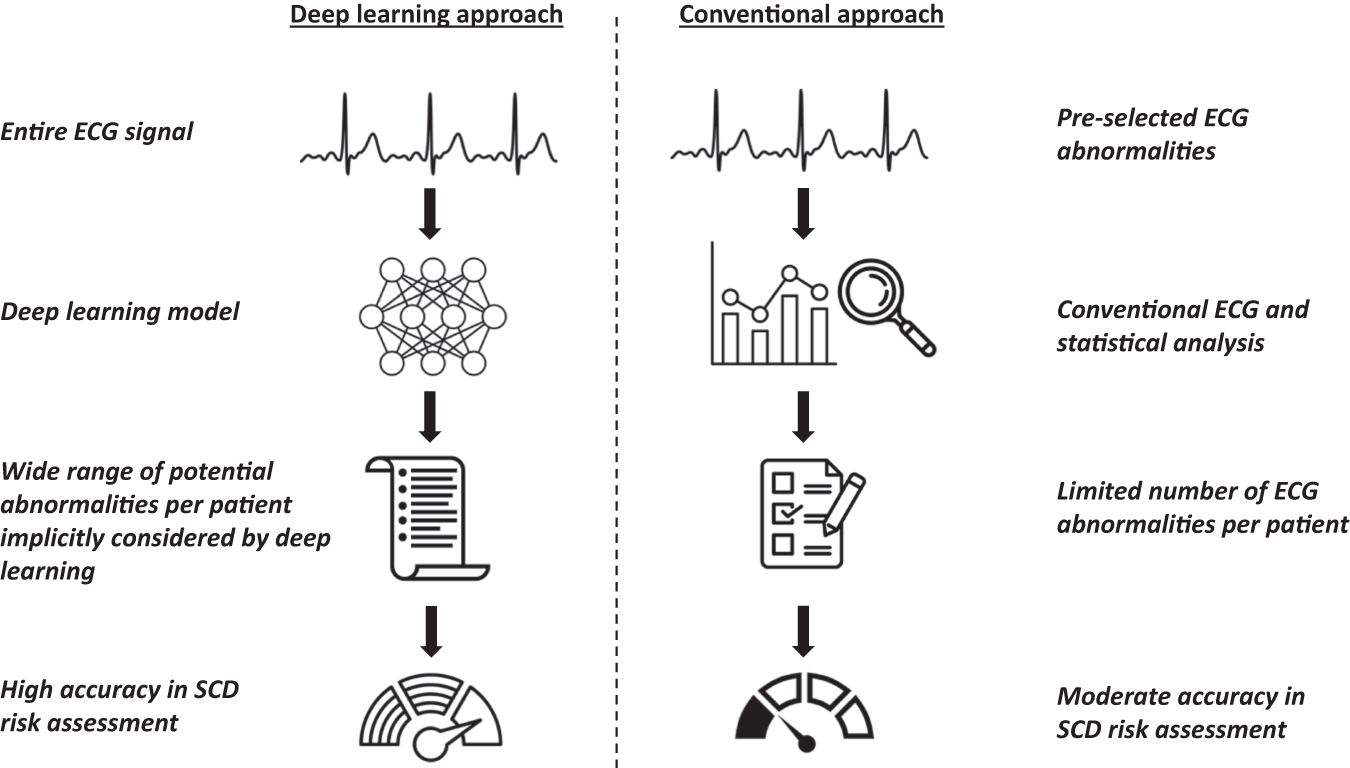 Deep learning approach
Conventional approach
Entire ECG signal
Pre-selected ECG
abnormalities
Deep learning model
Conventional ECG and
statistical analysis
Wide range of potential
abnormalities per patient
implicitly considered by deep
learning
Limited number of ECG
abnormalities per patient
High accuracy in SCD
risk assessment
Moderate accuracy in
SCD risk assessment